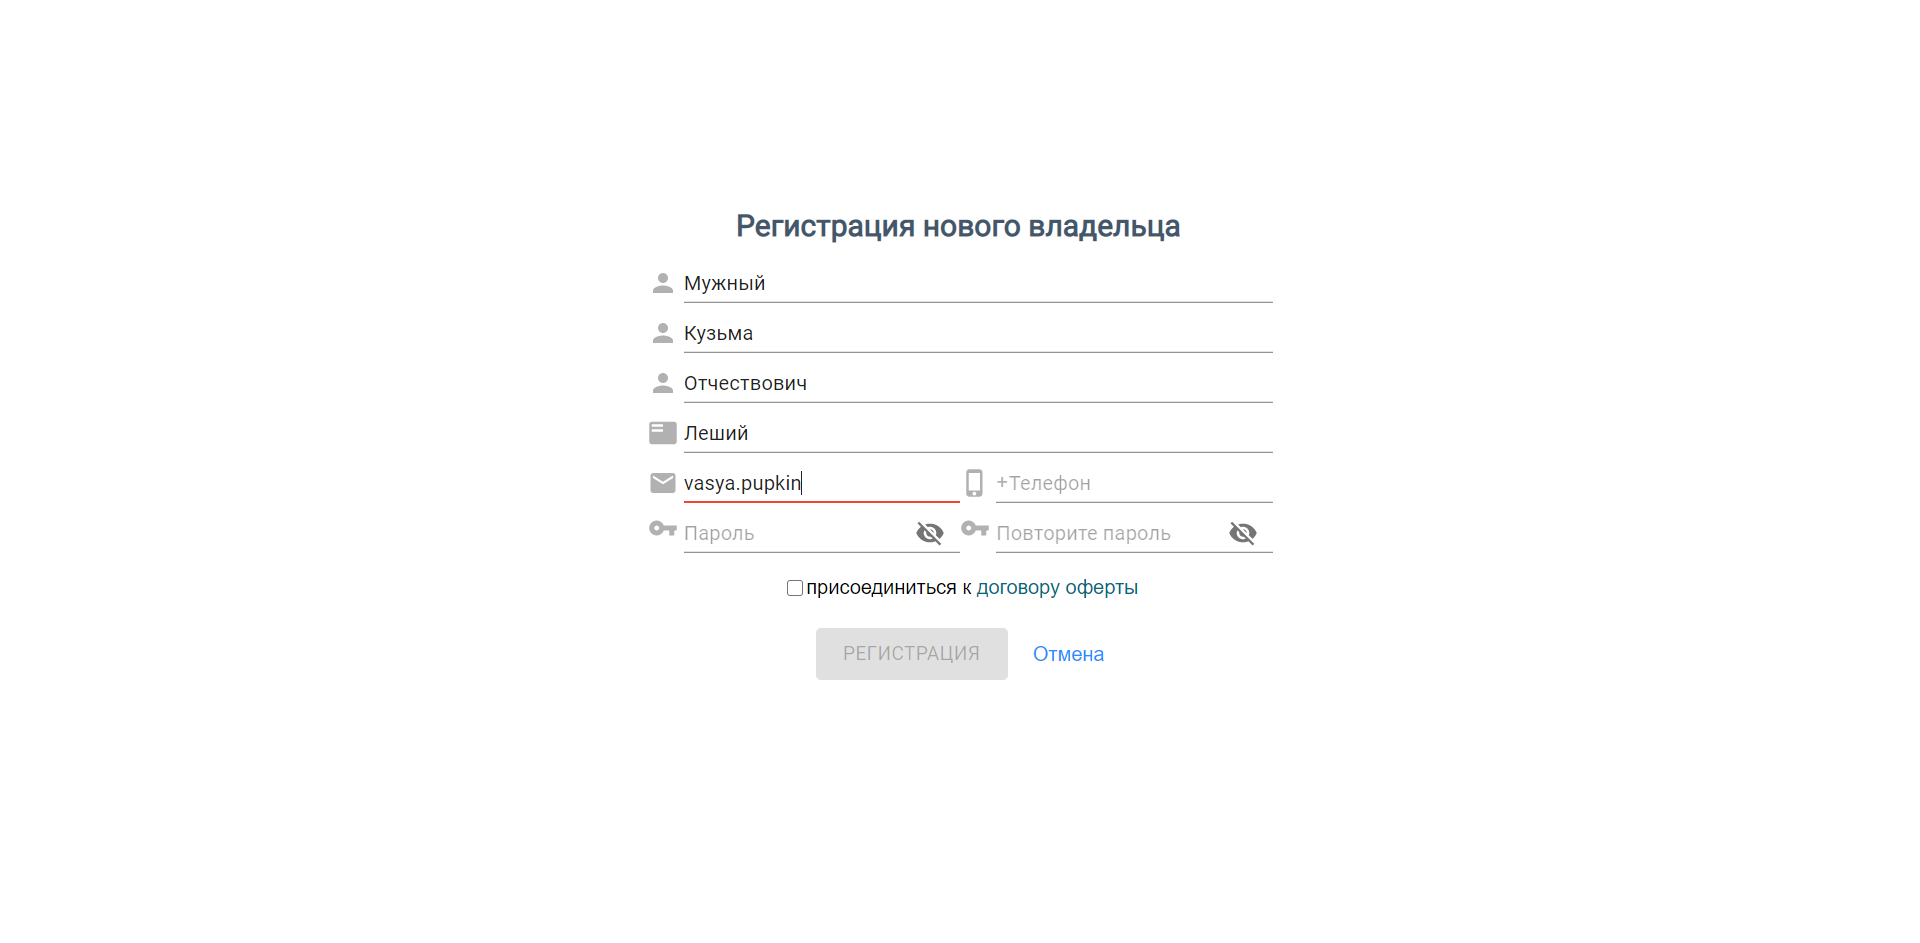 Регистрация нового владельца
Мужный
Кузьма
Отчествович
Леший
vasya.pupkin +Телефон
Пароль Повторите пароль
присоединиться к договору оферты
РЕГИСТРАЦИЯ Отмена